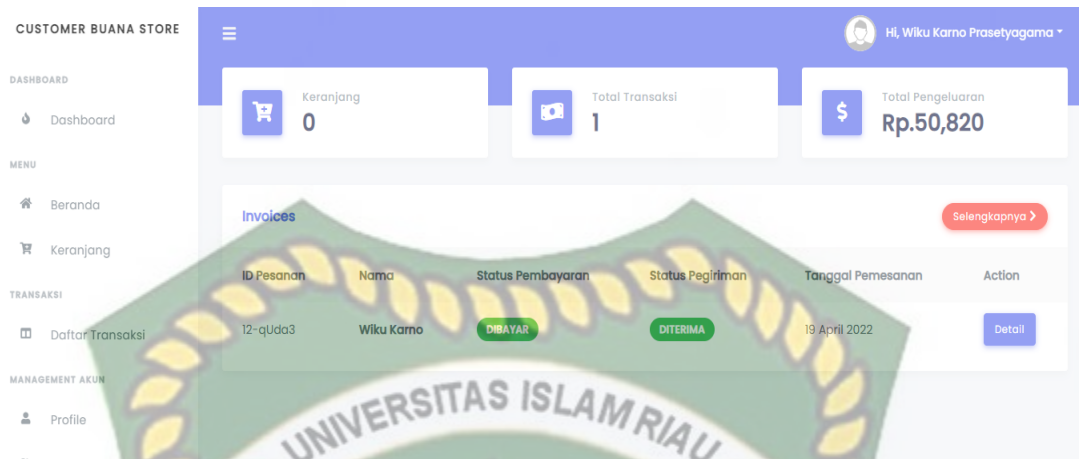 CUSTOMER BUANA STORE
Hi, Wiku Karno Prasetyagama
DASHBOARD
Dashboard
MENU
Beranda
Keranjang
TRANSAKSI
Daftar Transaksi
MANAGEMENT AKUN
Profile
Keranjang
0
Total Transaksi
1
Total Pengeluaran
Rp.50,820
Invoices
Selengkapnya
ID Pesanan Nama Status Pembayaran Status Pegiriman Tanggal Pemesanan Action
12-qUda3 Wiku Karno DIBAYAR DITERIMA 19 April 2022 Detail
UNIVERSITAS ISLAM RIAU